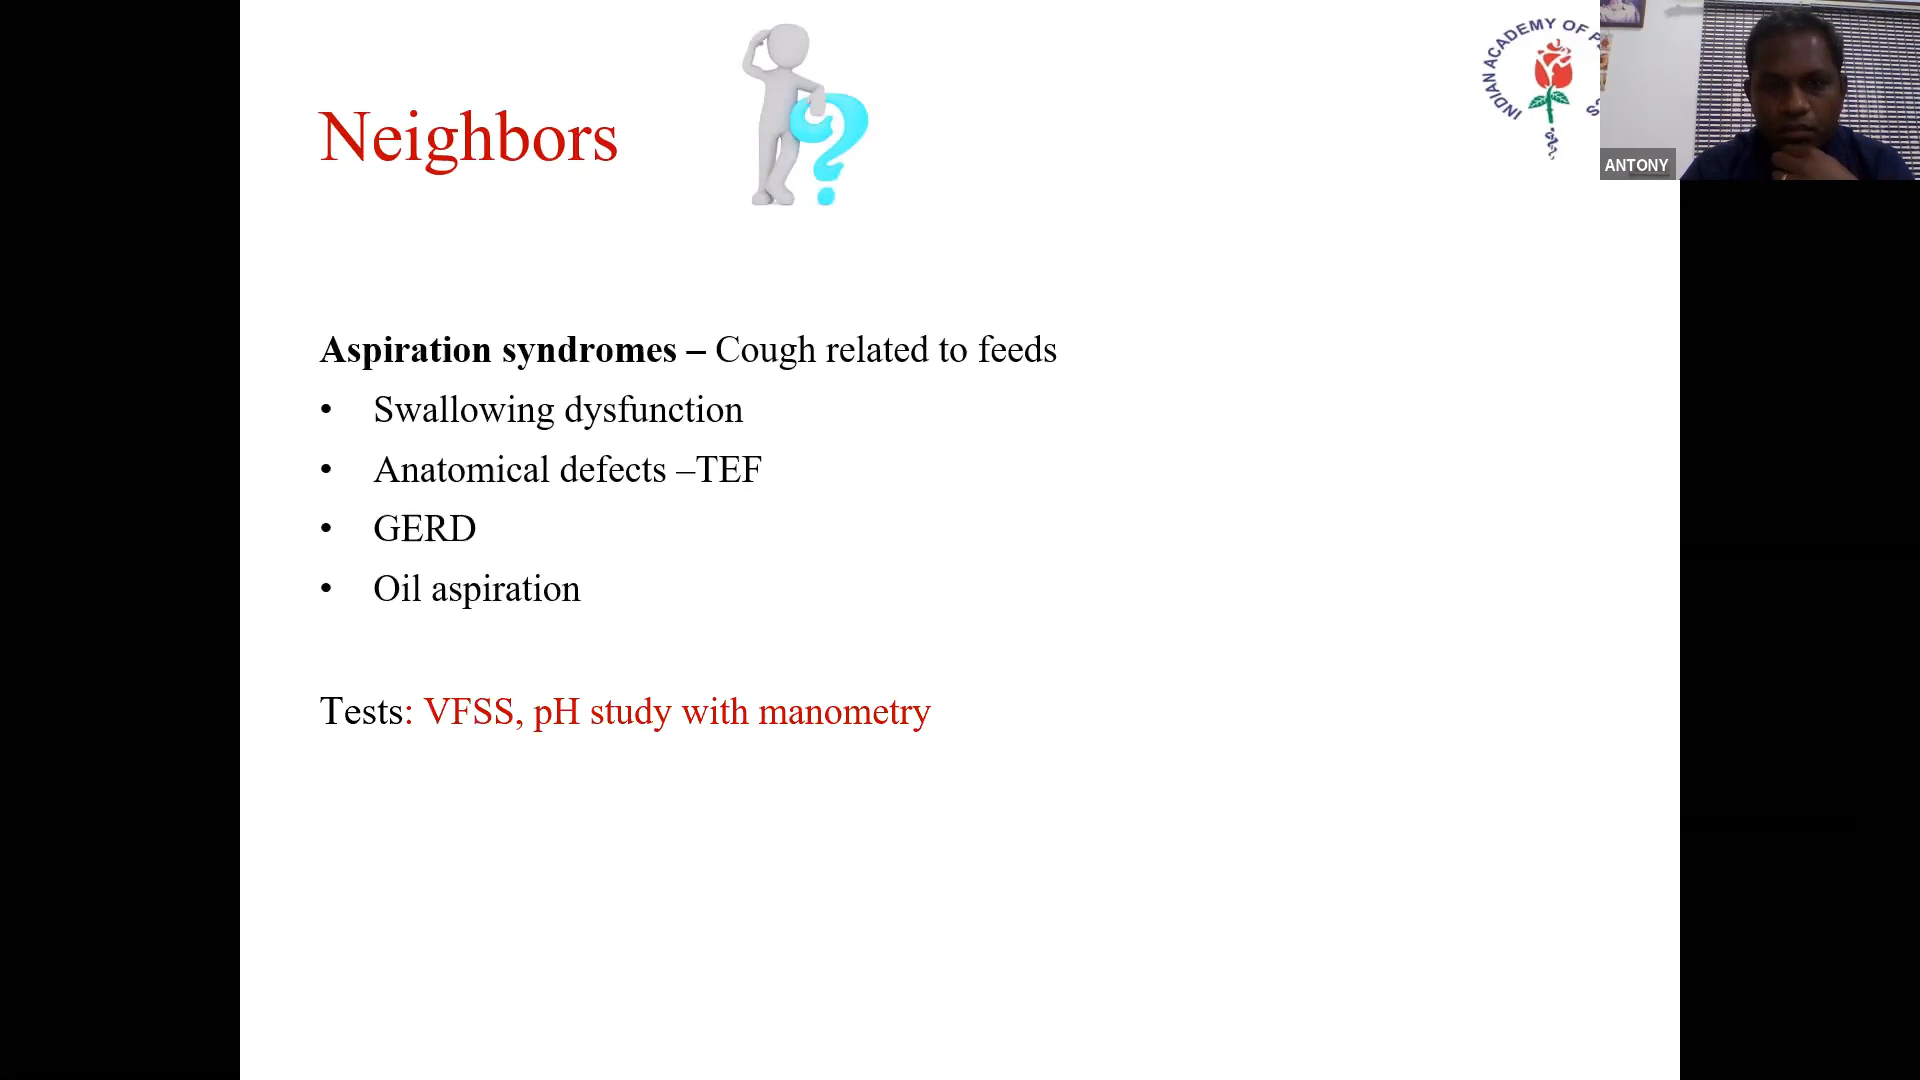 Neighbors
INDIAN ACADEMY OF
ANTONY
Aspiration syndromes – Cough related to feeds
• Swallowing dysfunction
• Anatomical defects –TEF
• GERD
• Oil aspiration
Tests: VFSS, pH study with manometry